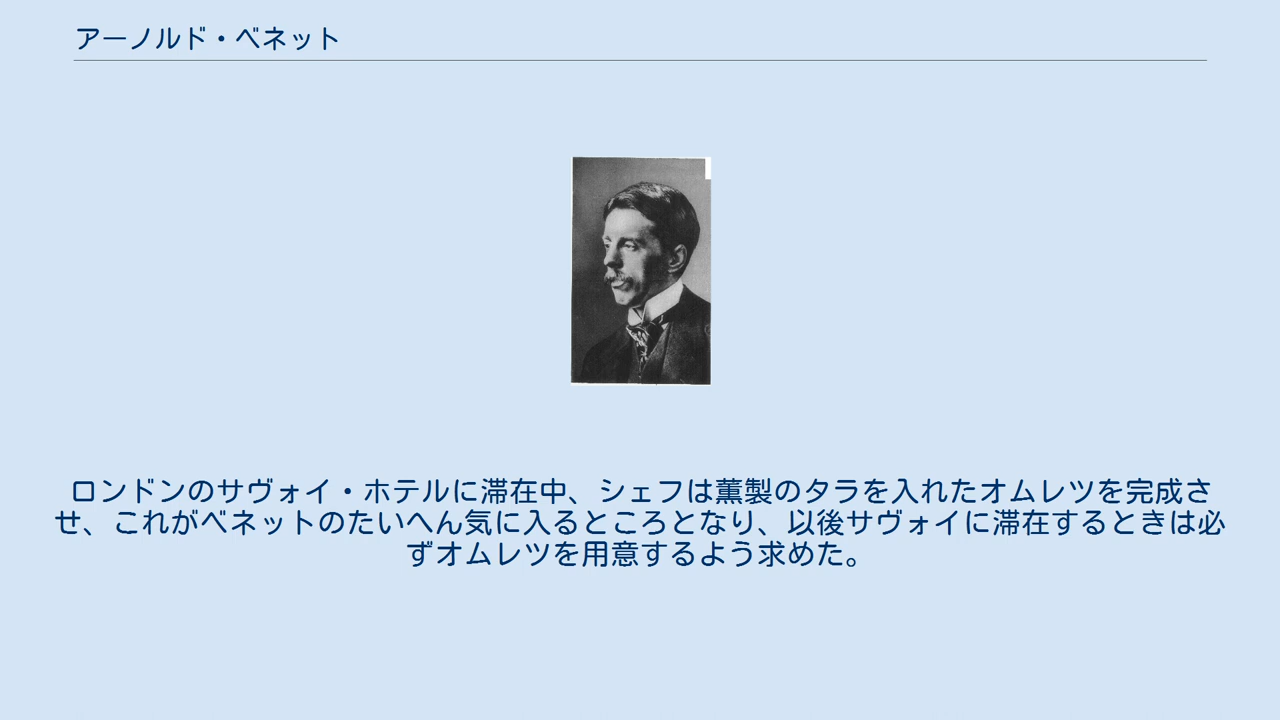 アーノルド・ベネット
ロンドンのサヴォイ・ホテルに滞在中、シェフは薫製のタラを入れたオムレツを完成さ
せ、これがベネットのたいへん気に入るところとなり、以後サヴォイに滞在するときは必
ずオムレツを用意するよう求めた。